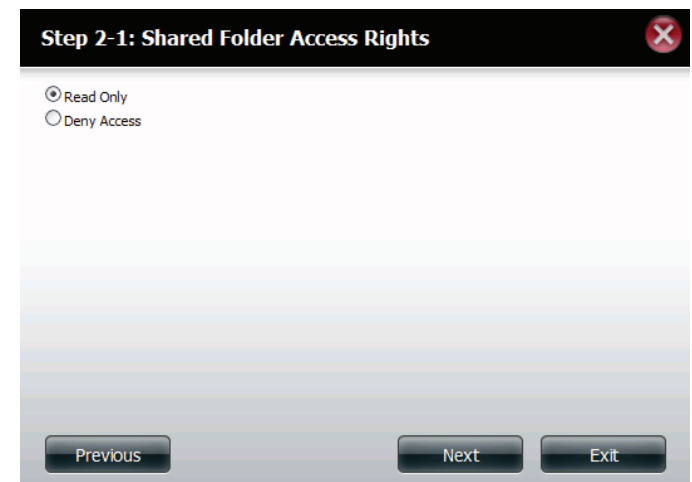 Step 2-1: Shared Folder Access Rights
Read Only
Deny Access
Previous Next Exit